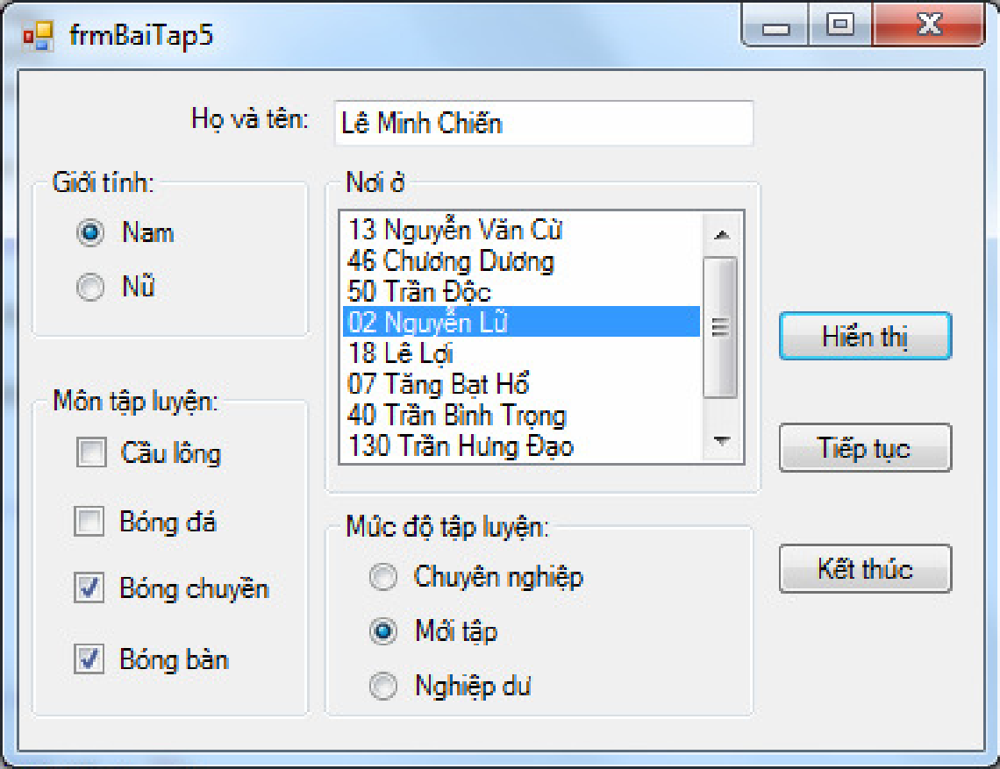 frmBaiTap5
Họ và tên:
Lê Minh Chiến
Giới tính:
Nam
Nữ
Nơi ở
13 Nguyễn Văn Cừ
46 Chương Dương
50 Trần Độc
02 Nguyễn Lữ
18 Lê Lợi
07 Tăng Bạt Hổ
40 Trần Bình Trọng
130 Trần Hưng Đạo
Hiển thị
Tiếp tục
Kết thúc
Môn tập luyện:
Cầu lông
Bóng đá
Bóng chuyền
Bóng bàn
Mức độ tập luyện:
Chuyên nghiệp
Mới tập
Nghiệp dư